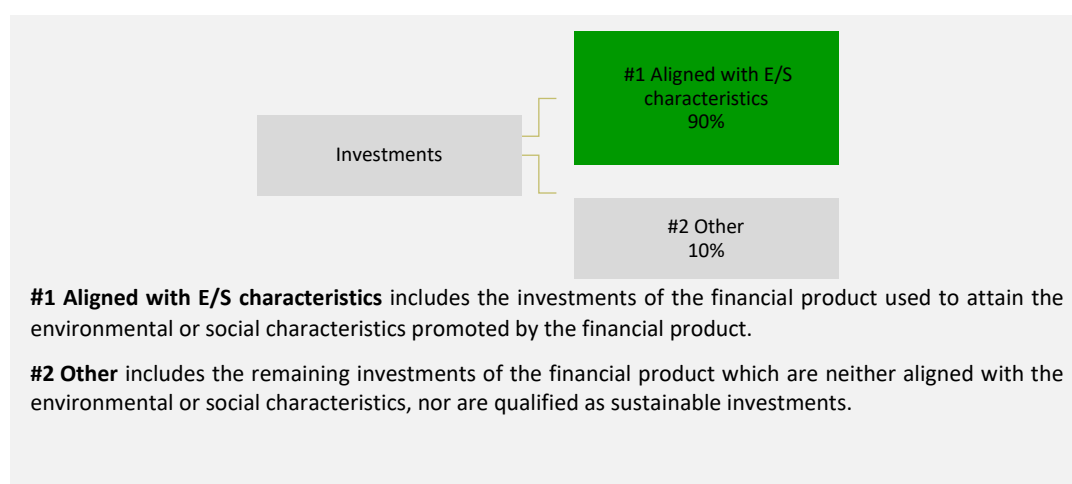 #1 Aligned with E/S
characteristics
90%
Investments
#2 Other
10%
#1 Aligned with E/S characteristics includes the investments of the financial product used to attain the
environmental or social characteristics promoted by the financial product.
#2 Other includes the remaining investments of the financial product which are neither aligned with the
environmental or social characteristics, nor are qualified as sustainable investments.